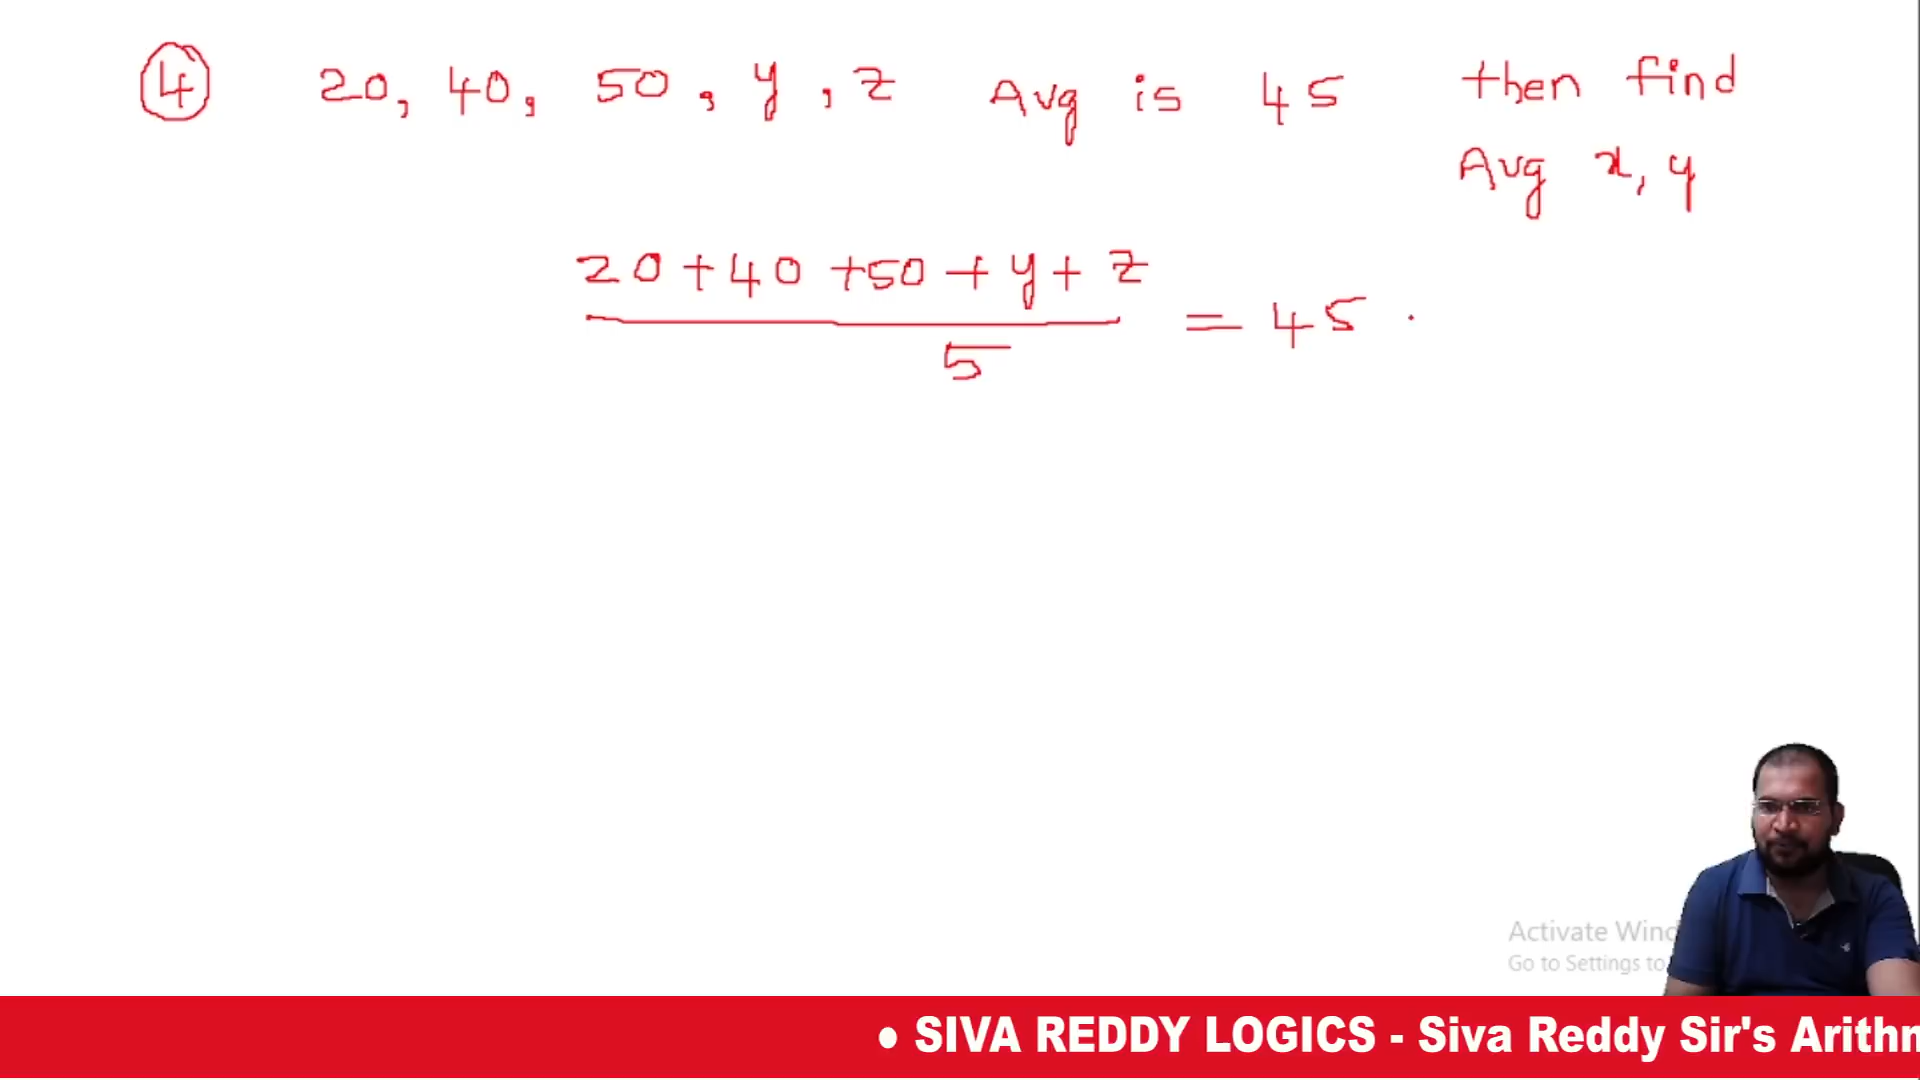 ④ 20, 40, 50, y, z Avg is 45 then find
Avg x, y
20 + 40 + 50 + y + z
5
= 45 .
Activate Wind
Go to Settings to
• SIVA REDDY LOGICS - Siva Reddy Sir's Arithm